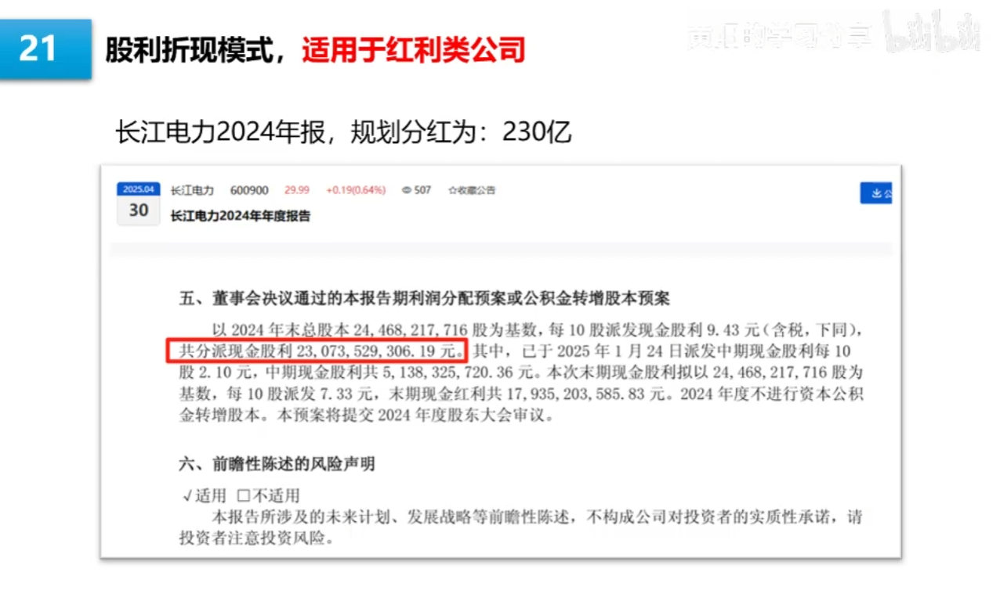 21
股利折现模式，适用于红利类公司
bilibili
长江电力2024年报，规划分红为：230亿
2025.04
30
长江电力 600900 29.99 +0.19(0.64%) 507 ☆收藏公告
长江电力2024年年度报告
公
五、董事会决议通过的本报告期利润分配预案或公积金转增股本预案
以 2024 年末总股本 24,468,217,716 股为基数，每 10 股派发现金股利 9.43 元（含税，下同），
共分派现金股利 23,073,529,306.19 元。其中，已于 2025 年 1 月 24 日派发中期现金股利每 10
股 2.10 元，中期现金股利共 5,138,325,720.36 元。本次末期现金股利拟以 24,468,217,716 股为
基数，每 10 股派发 7.33 元，末期现金红利共 17,935,203,585.83 元。2024 年度不进行资本公积
金转增股本。本预案将提交 2024 年度股东大会审议。
六、前瞻性陈述的风险声明
√适用 □不适用
本报告所涉及的未来计划、发展战略等前瞻性陈述，不构成公司对投资者的实质性承诺，请
投资者注意投资风险。